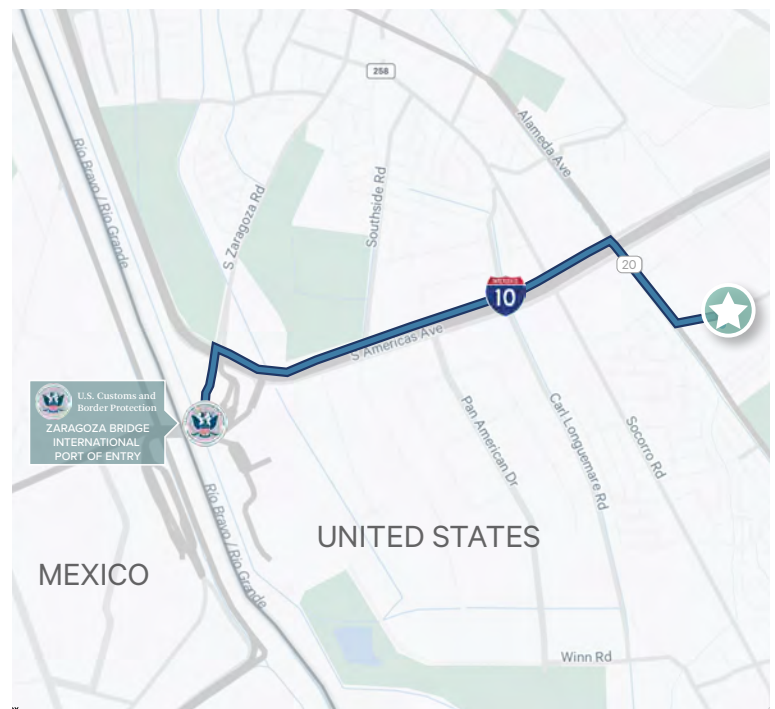 258
Alameda Ave
Rio Bravo / Rio Grande
S Zaragoza Rd
Southside Rd
20
INTERSTATE
10
S Americas Ave
U.S. Customs and
Border Protection
ZARAGOZA BRIDGE
INTERNATIONAL
PORT OF ENTRY
Pan American Dr
Carl Longuemare Rd
Socorro Rd
Rio Bravo / Rio Grande
UNITED STATES
MEXICO
Winn Rd